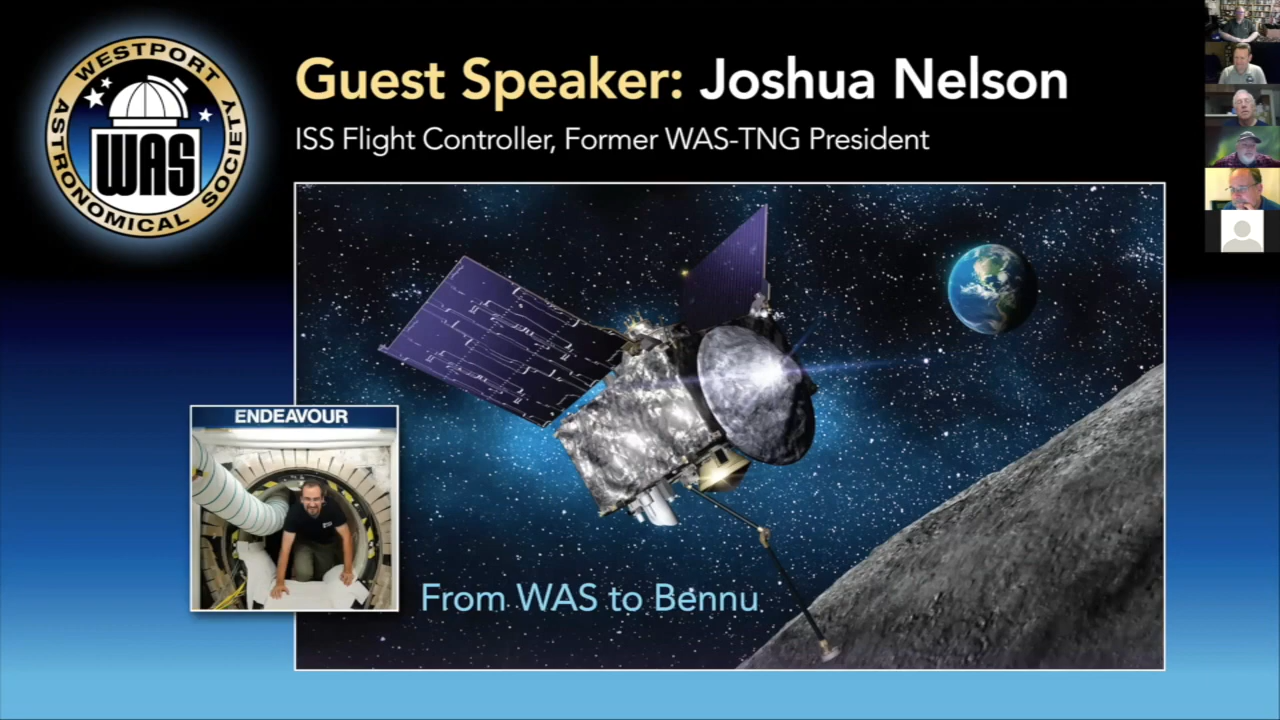 WESTPORT
ASTRONOMICAL SOCIETY
WAS
Guest Speaker: Joshua Nelson
ISS Flight Controller, Former WAS-TNG President
ENDEAVOUR
From WAS to Bennu